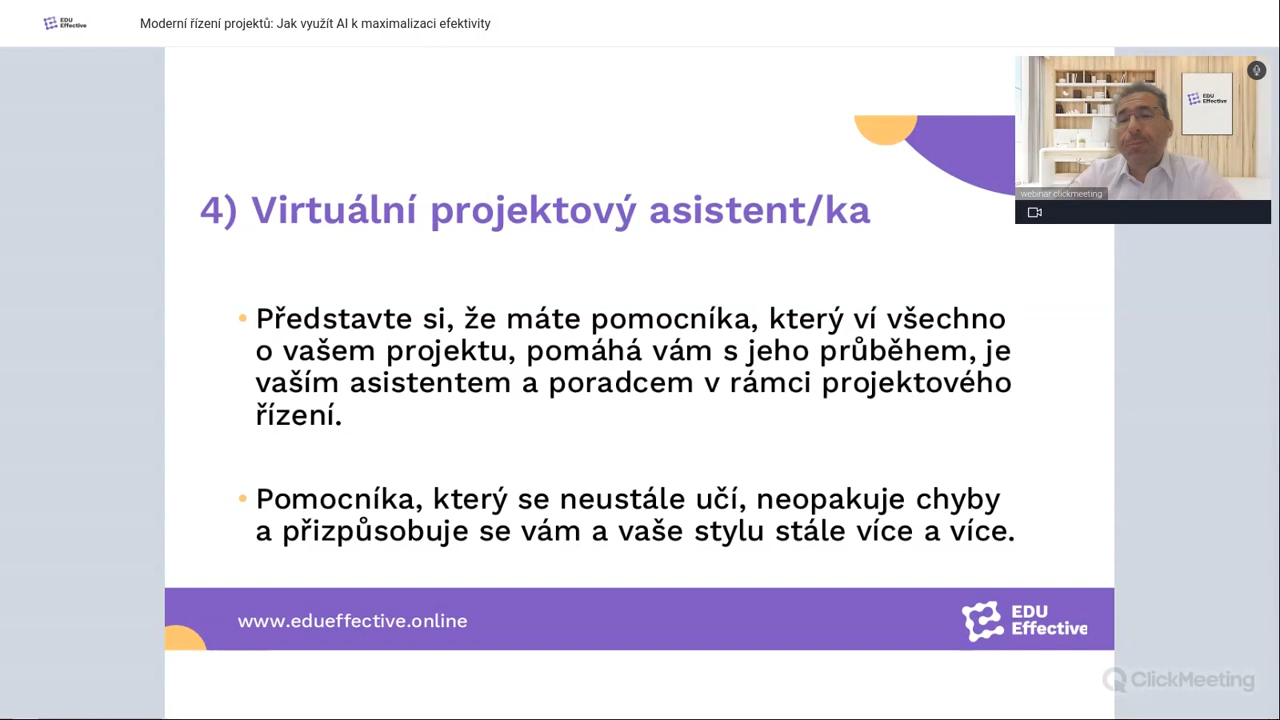 EDU
Effective
Moderní řízení projektů: Jak využít AI k maximalizaci efektivity
EDU
Effective
webinar clickmeeting
4) Virtuální projektový asistent/ka
• Představte si, že máte pomocníka, který ví všechno
o vašem projektu, pomáhá vám s jeho průběhem, je
vaším asistentem a poradcem v rámci projektového
řízení.
• Pomocníka, který se neustále učí, neopakuje chyby
a přizpůsobuje se vám a vaše stylu stále více a více.
www.edueffective.online
EDU
Effective
ClickMeeting